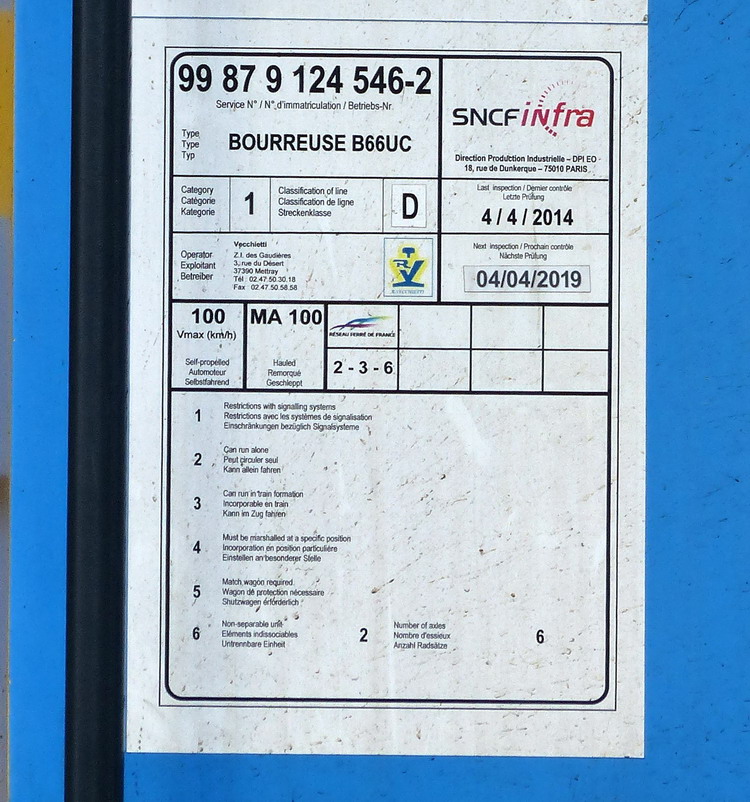 99 87 9 124 546-2
Service N° / N° d'immatriculation / Betriebs-Nr.
Type
Type
Typ
BOURREUSE B66UC
SNCF infra
Direction Production Industrielle – DPI EO
18, rue de Dunkerque – 75010 PARIS
Category
Catégorie
Kategorie
1
Classification of line
Classification de ligne
Streckenklasse
D
Last inspection / Dernier contrôle
Letzte Prüfung
4 / 4 / 2014
Operator
Exploitant
Betreiber
Vecchietti
Z.I. des Gaudières
3, rue du Désert
37390 Mettray
Tél : 02.47.50.30.18
Fax : 02.47.50.58.58
Next inspection / Prochain contrôle
Nächste Prüfung
04/04/2019
100
Vmax (km/h)
Self-propelled
Automoteur
Selbstfahrend
MA 100
Hauled
Remorqué
Geschleppt
RÉSEAU FERRÉ DE FRANCE
2 - 3 - 6
1
Restrictions with signalling systems
Restrictions avec les systèmes de signalisation
Einschränkungen bezüglich Signalsysteme
2
Can run alone
Peut circuler seul
Kann allein fahren
3
Can run in train formation
Incorporable en train
Kann im Zug fahren
4
Must be marshalled at a specific position
Incorporation en position particulière
Einstellen an besonderer Stelle
5
Match wagon required
Wagon de protection nécessaire
Shutzwagen erforderlich
6
Non-separable unit
Eléments indissociables
Untrennbare Einheit
2
Number of axles
Nombre d'essieux
Anzahl Radsätze
6